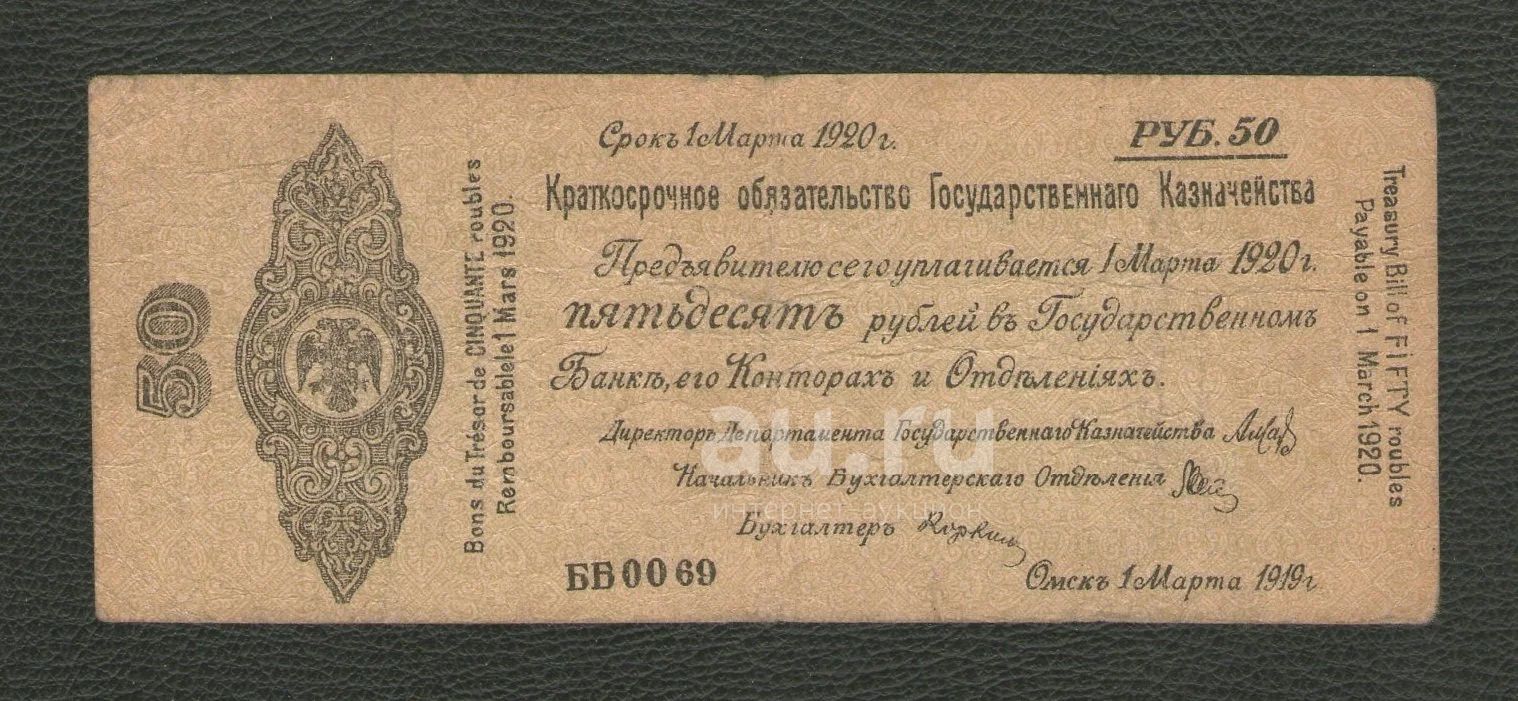 50
Bons du Trésor de CINQUANTE roubles
Remboursable le 1 Mars 1920.
Срокъ 1 Марта 1920 г.
РУБ. 50
Краткосрочное обязательство Государственнаго Казначейства
Предъявителю сего уплачивается 1 Марта 1920 г.
пятьдесятъ рублей въ Государственномъ
Банкѣ, его Конторахъ и Отдѣленіяхъ.
Директоръ Департамента Государственнаго Казначейства
Начальникъ Бухгалтерскаго Отдѣленія
Бухгалтеръ
ББ 00 69
Омскъ 1 Марта 1919 г
Treasury Bill of FIFTY roubles
Payable on 1 March 1920.
au.ru
интернет аукцион